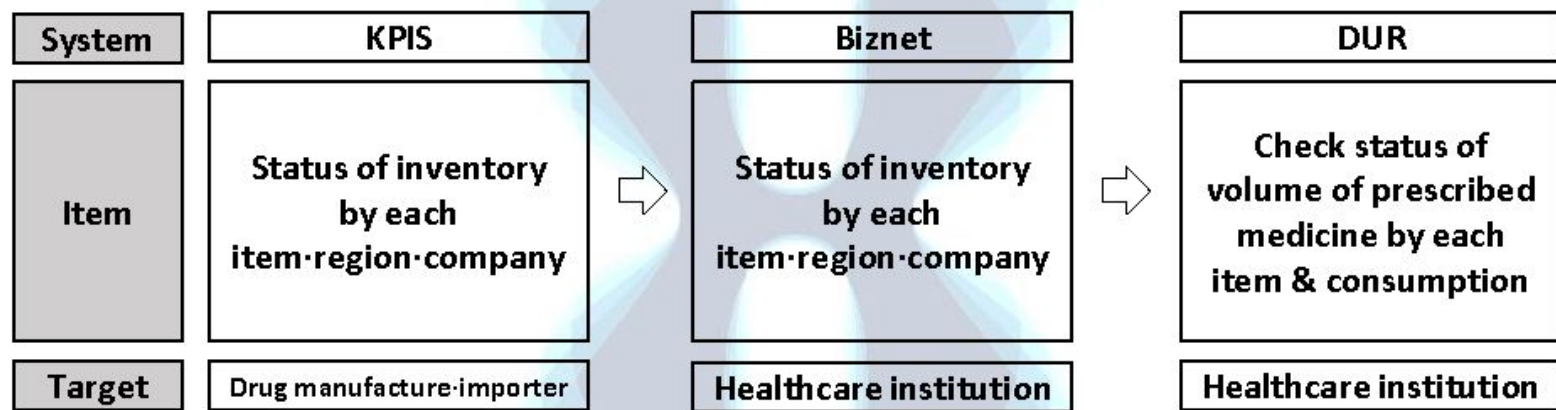 System
KPIS
Biznet
DUR
Item
Status of inventory
by each
item·region·company
Status of inventory
by each
item·region·company
Check status of
volume of prescribed
medicine by each
item & consumption
Target
Drug manufacture·importer
Healthcare institution
Healthcare institution